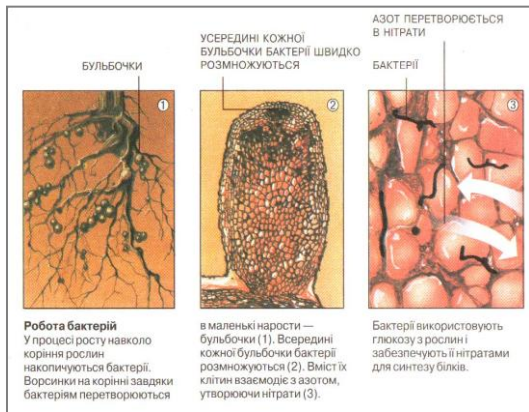 БУЛЬБОЧКИ
УСЕРЕДИНІ КОЖНОЇ
БУЛЬБОЧКИ БАКТЕРІЇ ШВИДКО
РОЗМНОЖУЮТЬСЯ
АЗОТ ПЕРЕТВОРЮЄТЬСЯ
В НІТРАТИ
БАКТЕРІЇ
1
2
3
Робота бактерій
У процесі росту навколо
коріння рослин
накопичуються бактерії.
Ворсинки на корінні завдяки
бактеріям перетворюються
в маленькі нарости —
бульбочки (1). Всередині
кожної бульбочки бактерії
розмножуються (2). Вміст їх
клітин взаємодіє з азотом,
утворюючи нітрати (3).
Бактерії використовують
глюкозу з рослин і
забезпечують її нітратами
для синтезу білків.